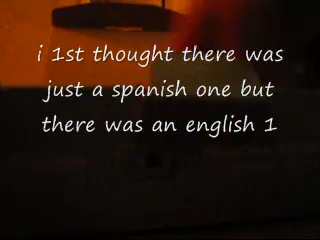 i 1st thought there was
just a spanish one but
there was an english 1